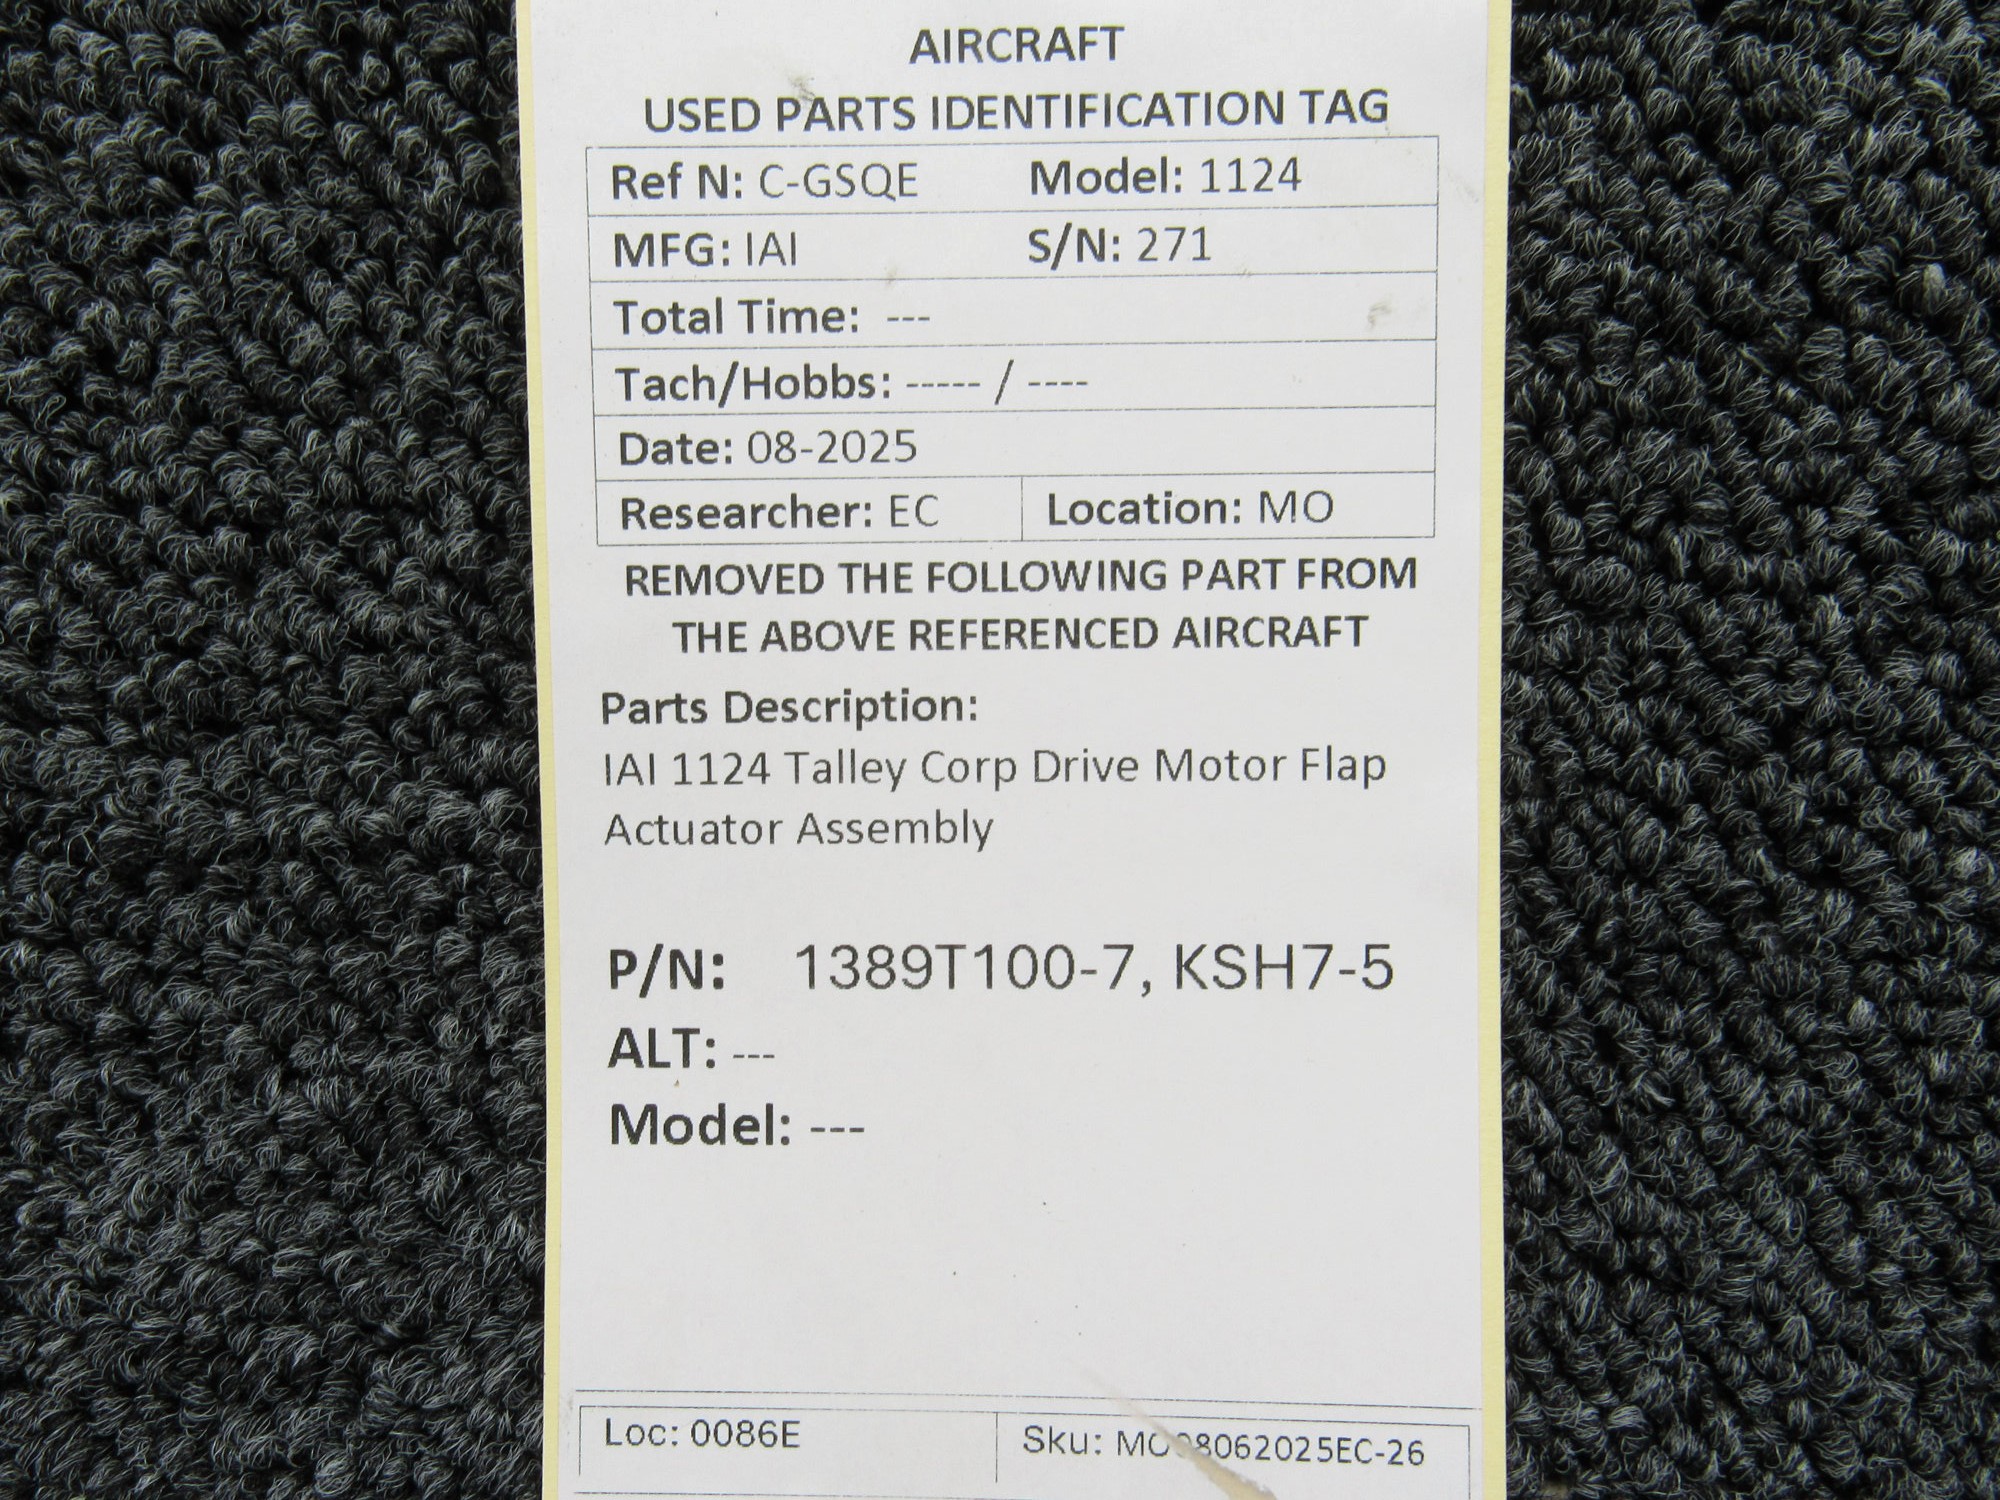 AIRCRAFT
USED PARTS IDENTIFICATION TAG
Ref N: C-GSQE Model: 1124
MFG: IAI S/N: 271
Total Time: ---
Tach/Hobbs: ----- / ----
Date: 08-2025
Researcher: EC Location: MO
REMOVED THE FOLLOWING PART FROM
THE ABOVE REFERENCED AIRCRAFT
Parts Description:
IAI 1124 Talley Corp Drive Motor Flap
Actuator Assembly
P/N: 1389T100-7, KSH7-5
ALT: ---
Model: ---
Loc: 0086E
Sku: